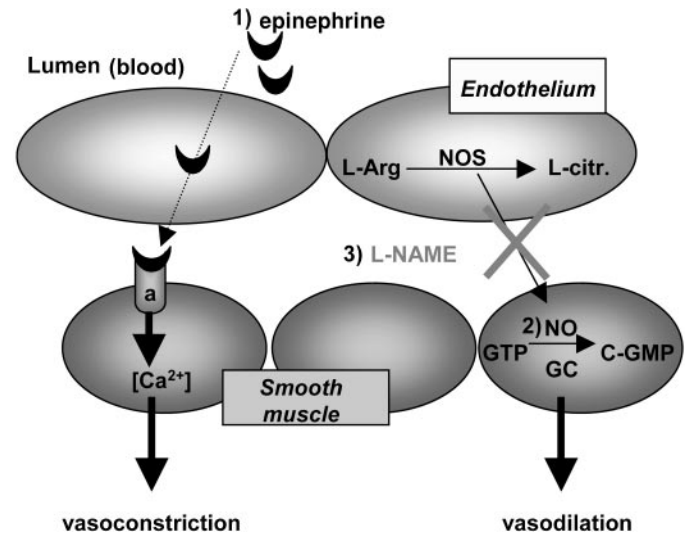 1) epinephrine
Lumen (blood)
Endothelium
L-Arg
NOS
L-citr.
3) L-NAME
a
2) NO
GTP
C-GMP
GC
[Ca²⁺]
Smooth
muscle
vasoconstriction
vasodilation